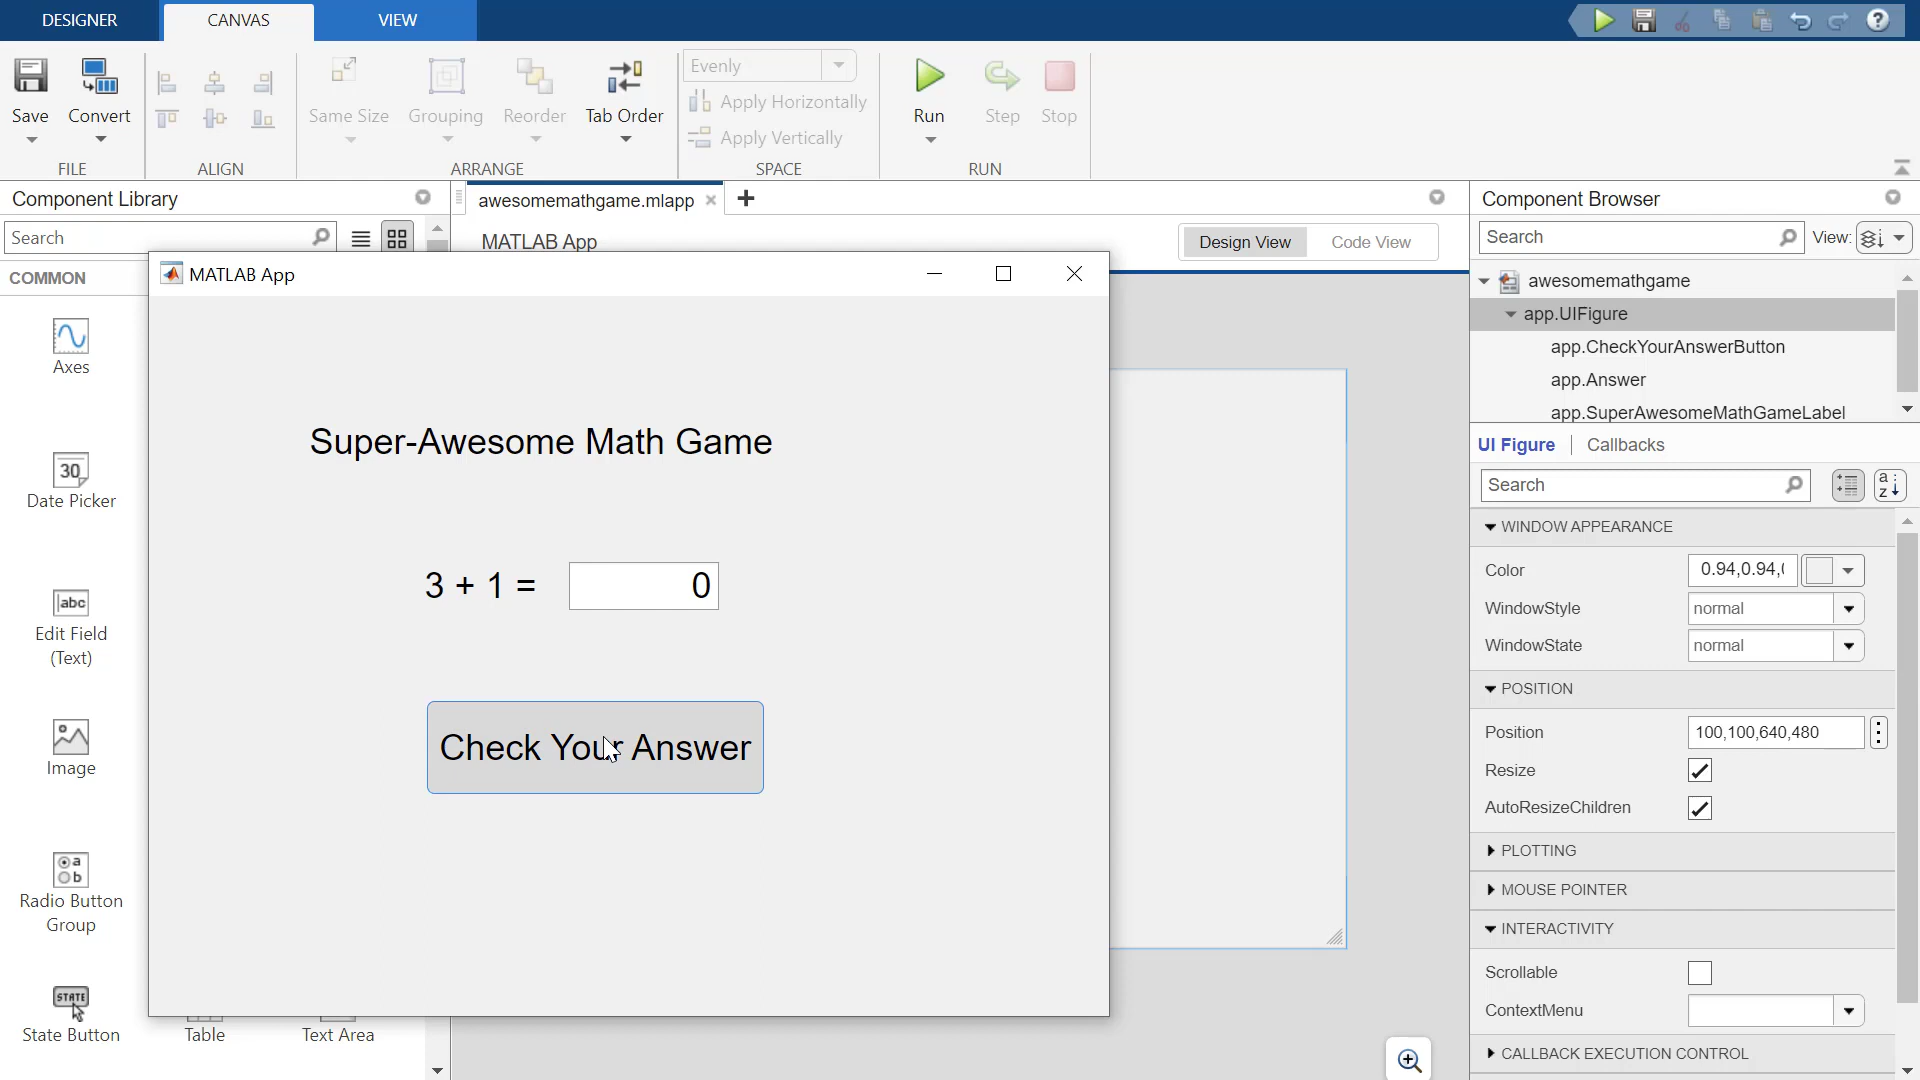 DESIGNER
CANVAS
VIEW
Save
Convert
Same Size
Grouping
Reorder
Tab Order
Evenly
Apply Horizontally
Apply Vertically
Run
Step
Stop
FILE
ALIGN
ARRANGE
SPACE
RUN
Component Library
Search
COMMON
Axes
30
Date Picker
abc
Edit Field
(Text)
Image
a
b
Radio Button
Group
STATE
State Button
Table
Text Area
awesomemathgame.mlapp
MATLAB App
Design View
Code View
MATLAB App
Super-Awesome Math Game
3 + 1 =
0
Check Your Answer
Component Browser
Search
View:
awesomemathgame
app.UIFigure
app.CheckYourAnswerButton
app.Answer
app.SuperAwesomeMathGameLabel
UI Figure
Callbacks
Search
a
z
WINDOW APPEARANCE
Color
0.94,0.94,(
WindowStyle
normal
WindowState
normal
POSITION
Position
100,100,640,480
Resize
AutoResizeChildren
PLOTTING
MOUSE POINTER
INTERACTIVITY
Scrollable
ContextMenu
CALLBACK EXECUTION CONTROL